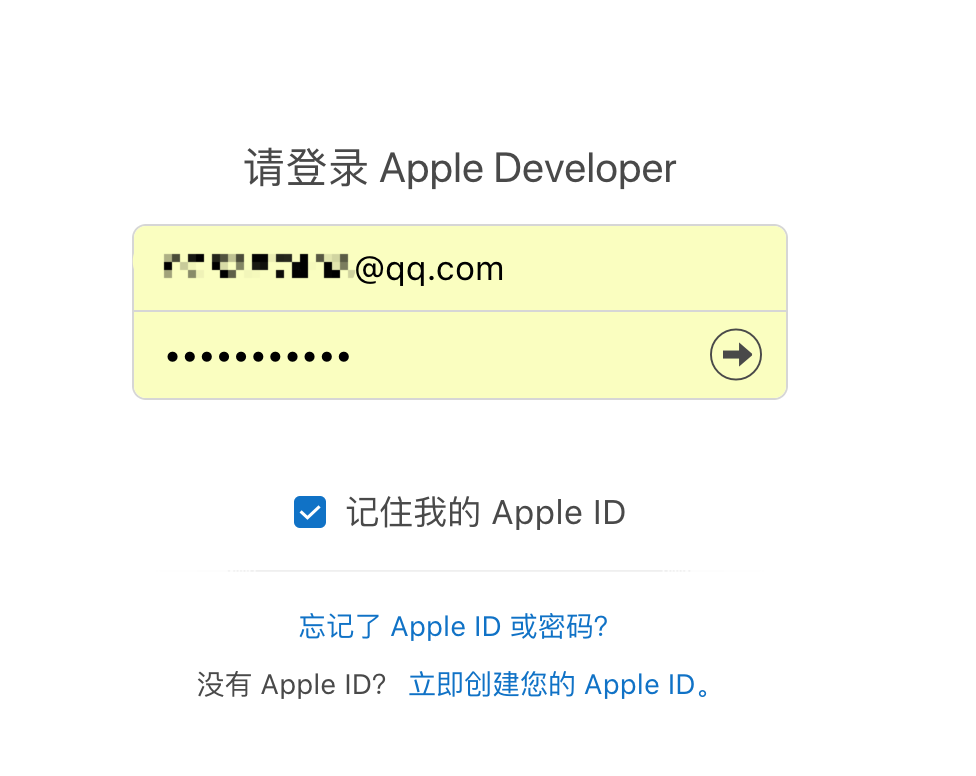 请登录 Apple Developer
@qq.com
•••••••••••
记住我的 Apple ID
忘记了 Apple ID 或密码?
没有 Apple ID? 立即创建您的 Apple ID。